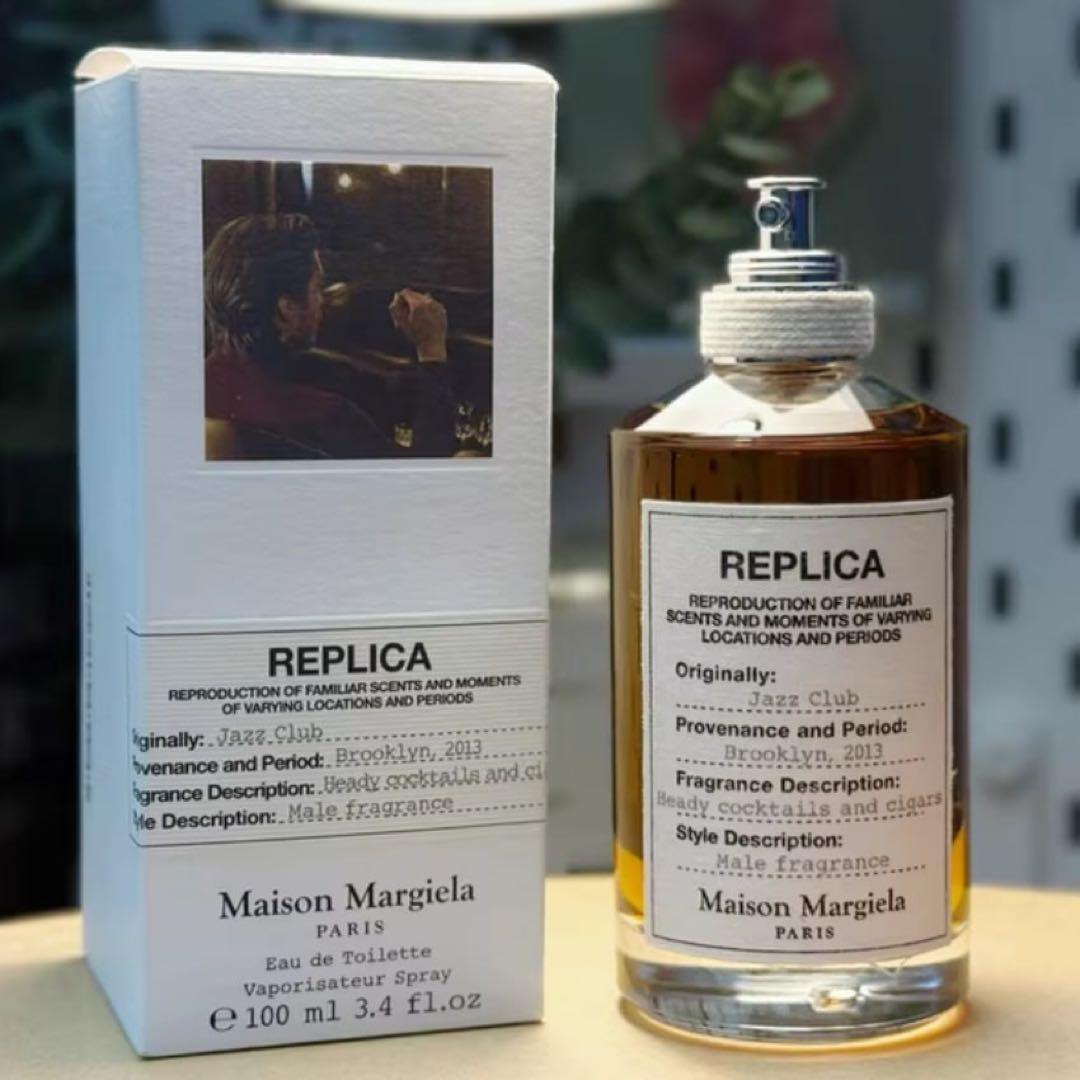 REPLICA
REPRODUCTION OF FAMILIAR SCENTS AND MOMENTS
OF VARYING LOCATIONS AND PERIODS
iginally: Jazz Club
ovenance and Period: Brooklyn, 2013
agrance Description: Heady cocktails and ci
yle Description: Male fragrance
Maison Margiela
PARIS
Eau de Toilette
Vaporisateur Spray
e 100 ml 3.4 fl.oz
REPLICA
REPRODUCTION OF FAMILIAR
SCENTS AND MOMENTS OF VARYING
LOCATIONS AND PERIODS
Originally:
Jazz Club
Provenance and Period:
Brooklyn, 2013
Fragrance Description:
Heady cocktails and cigars
Style Description:
Male fragrance
Maison Margiela
PARIS